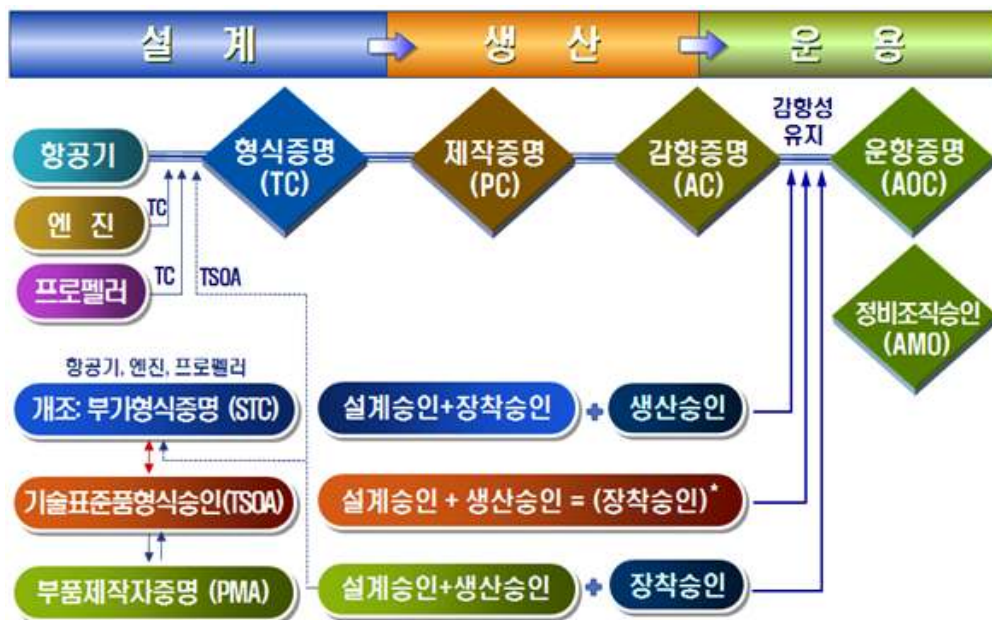 설 계
생 산
운 용
항공기
형식증명
(TC)
제작증명
(PC)
감항증명
(AC)
감항성
유지
운항증명
(AOC)
엔 진
TC
프로펠러
TC
TSOA
정비조직승인
(AMO)
항공기, 엔진, 프로펠러
개조: 부가형식증명 (STC)
설계승인+장착승인
+
생산승인
기술표준품형식승인(TSOA)
설계승인 + 생산승인 = (장착승인)*
부품제작자증명 (PMA)
설계승인+생산승인
+
장착승인